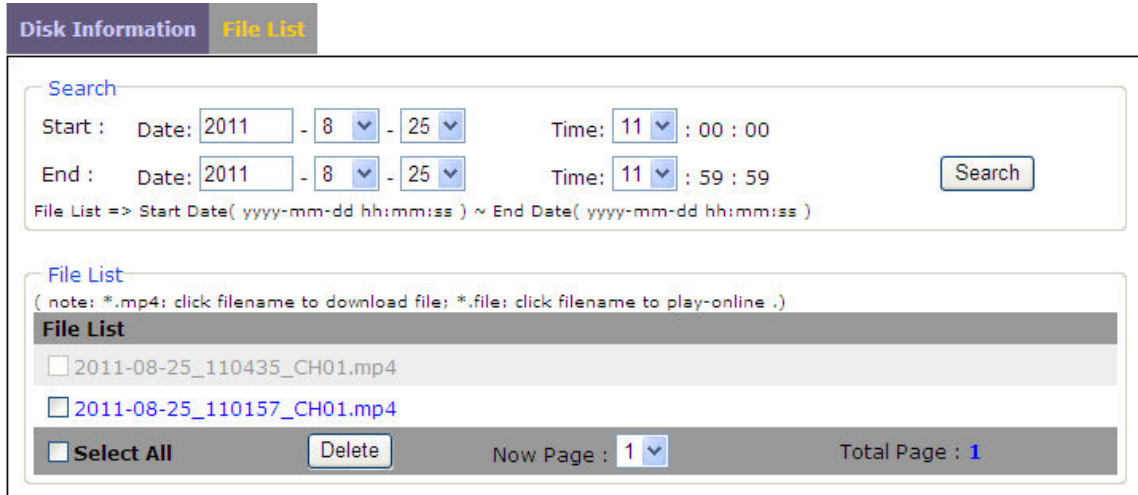 Disk Information File List
Search
Start : Date: 2011 - 8 - 25 Time: 11 : 00 : 00
End : Date: 2011 - 8 - 25 Time: 11 : 59 : 59 Search
File List => Start Date( yyyy-mm-dd hh:mm:ss ) ~ End Date( yyyy-mm-dd hh:mm:ss )
File List
( note: *.mp4: click filename to download file; *.file: click filename to play-online .)
File List
2011-08-25_110435_CH01.mp4
2011-08-25_110157_CH01.mp4
Select All Delete Now Page : 1 Total Page : 1